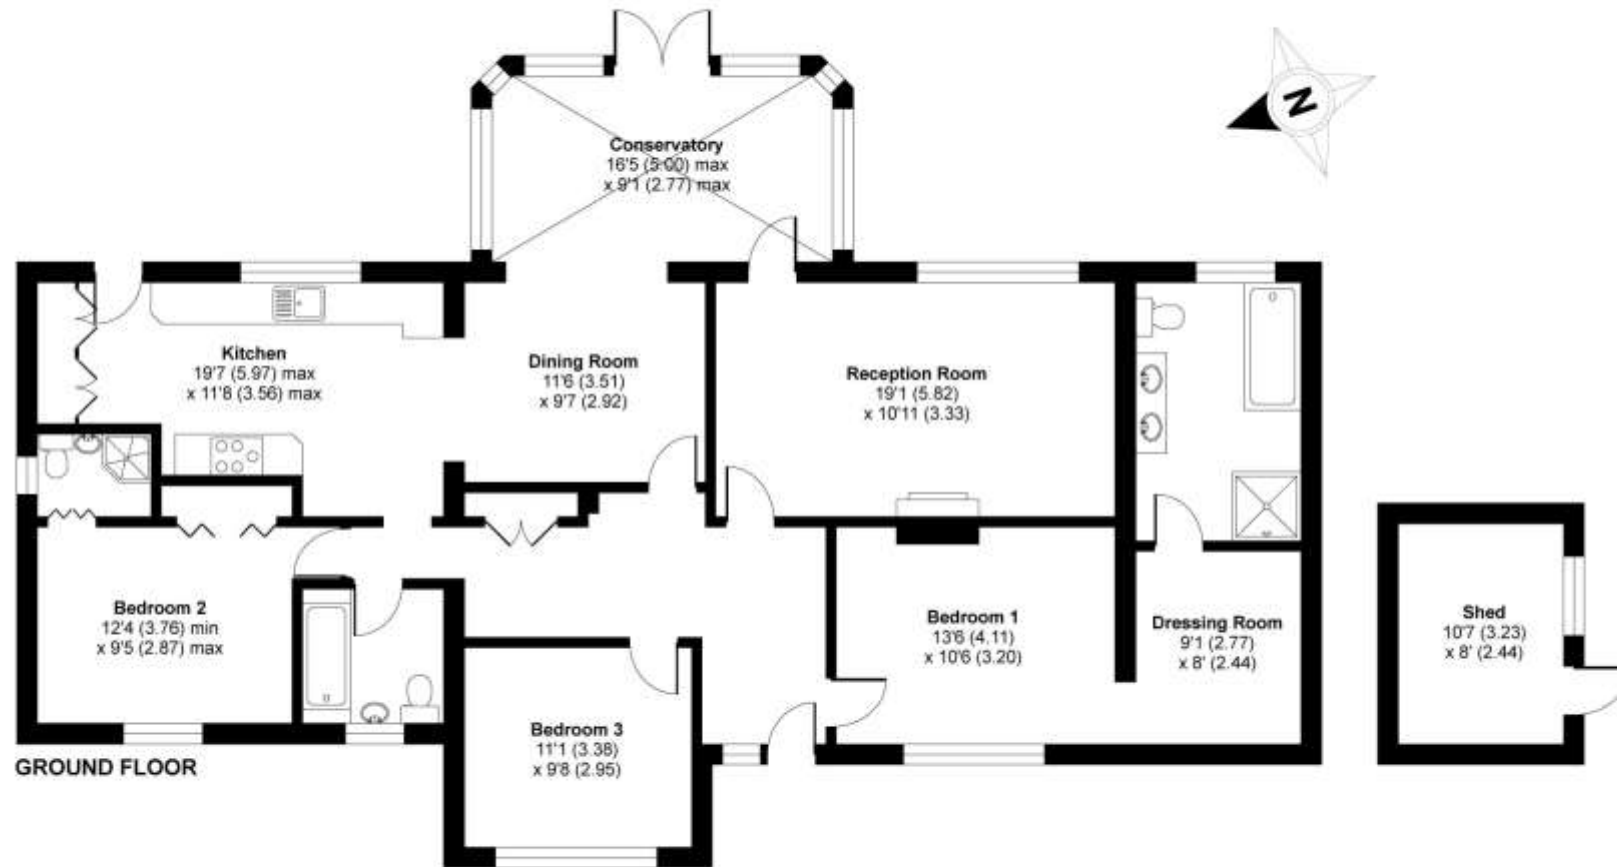 Conservatory
16'5 (5.00) max
x 9'1 (2.77) max
N
Kitchen
19'7 (5.97) max
x 11'8 (3.56) max
Dining Room
11'6 (3.51)
x 9'7 (2.92)
Reception Room
19'1 (5.82)
x 10'11 (3.33)
Bedroom 2
12'4 (3.76) min
x 9'5 (2.87) max
Bedroom 1
13'6 (4.11)
x 10'6 (3.20)
Dressing Room
9'1 (2.77)
x 8' (2.44)
Shed
10'7 (3.23)
x 8' (2.44)
Bedroom 3
11'1 (3.38)
x 9'8 (2.95)
GROUND FLOOR